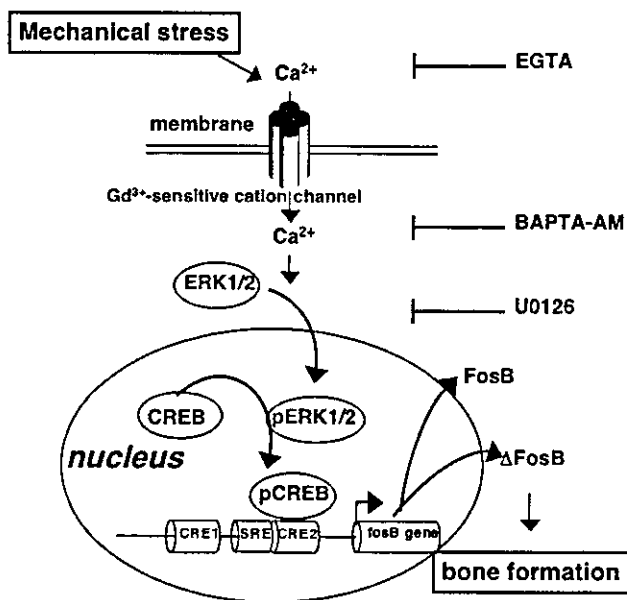 Mechanical stress
Ca²⁺
EGTA
membrane
Gd³⁺-sensitive cation channel
Ca²⁺
BAPTA-AM
ERK1/2
U0126
FosB
CREB
pERK1/2
nucleus
ΔFosB
pCREB
CRE1
SRE
CRE2
fosB gene
bone formation